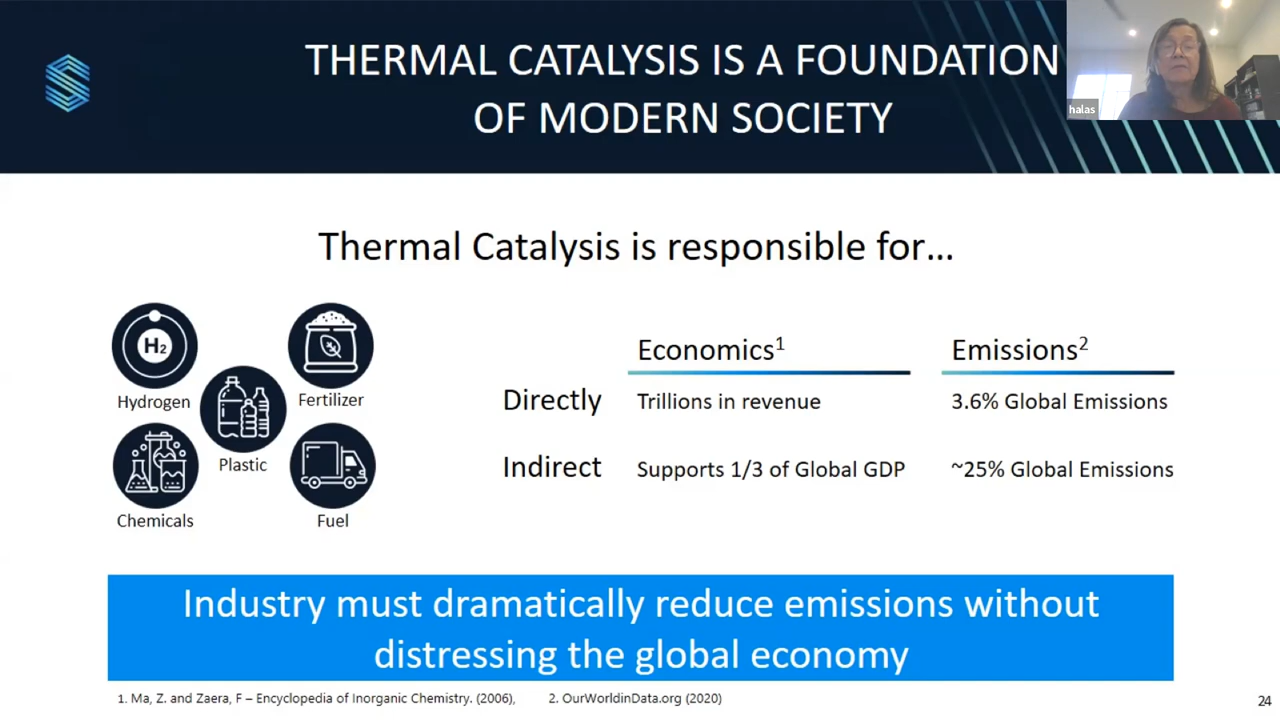 THERMAL CATALYSIS IS A FOUNDATION
OF MODERN SOCIETY
halas
Thermal Catalysis is responsible for…
H₂
Hydrogen
Fertilizer
Plastic
Chemicals
Fuel
Economics¹
Emissions²
Directly
Trillions in revenue
3.6% Global Emissions
Indirect
Supports 1/3 of Global GDP
~25% Global Emissions
Industry must dramatically reduce emissions without
distressing the global economy
1. Ma, Z. and Zaera, F – Encyclopedia of Inorganic Chemistry. (2006),
2. OurWorldinData.org (2020)
24